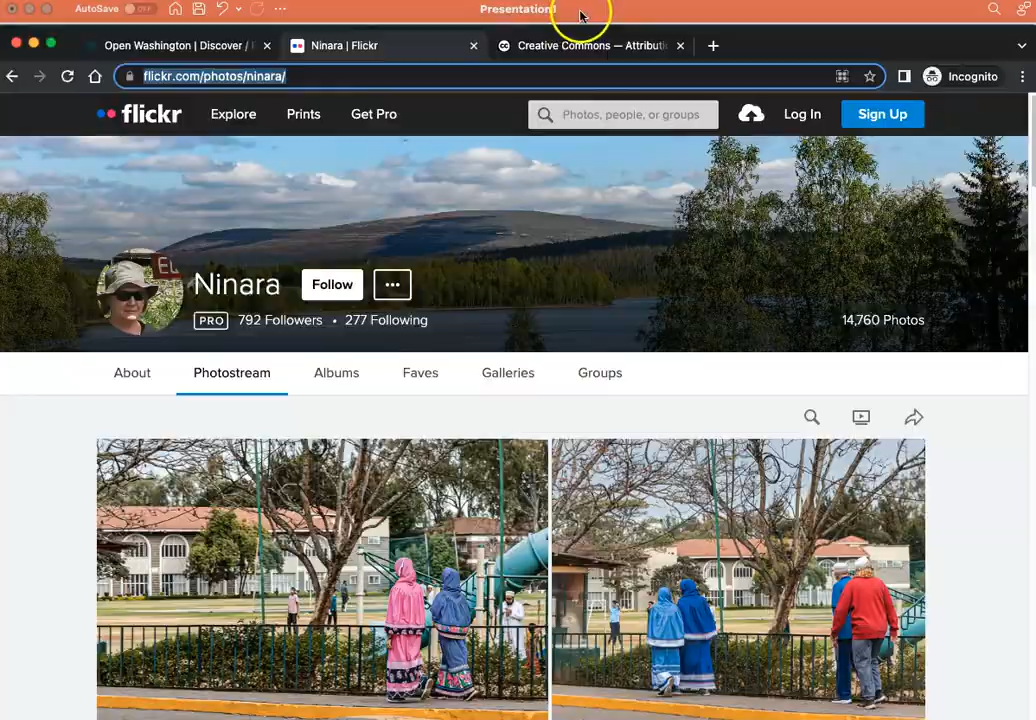 AutoSave OFF Presentation1
Open Washington | Discover /
Ninara | Flickr
Creative Commons — Attributi
flickr.com/photos/ninara/
Incognito
flickr Explore Prints Get Pro
Photos, people, or groups
Log In Sign Up
Ninara Follow
PRO 792 Followers • 277 Following
14,760 Photos
About Photostream Albums Faves Galleries Groups